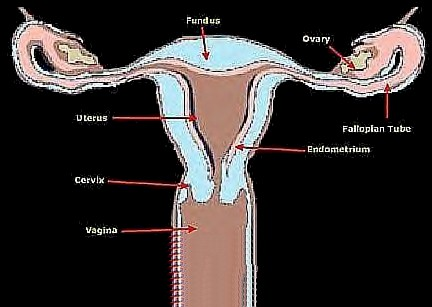 Fundus
Ovary
Uterus
Fallopian Tube
Endometrium
Cervix
Vagina